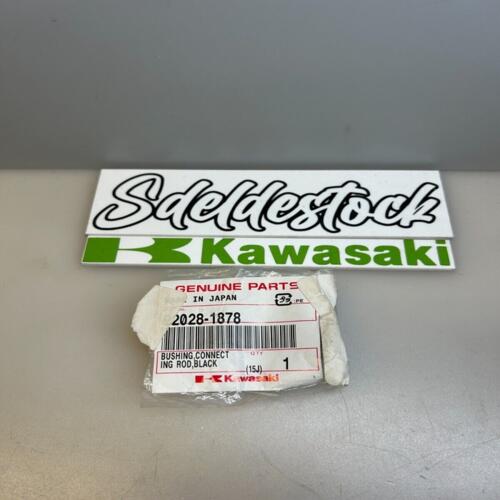 Sdeldestock
Kawasaki
GENUINE PARTS
IN JAPAN
2028-1878
BUSHING,CONNECT
ING ROD,BLACK
QTY
1
(15J)
Kawasaki